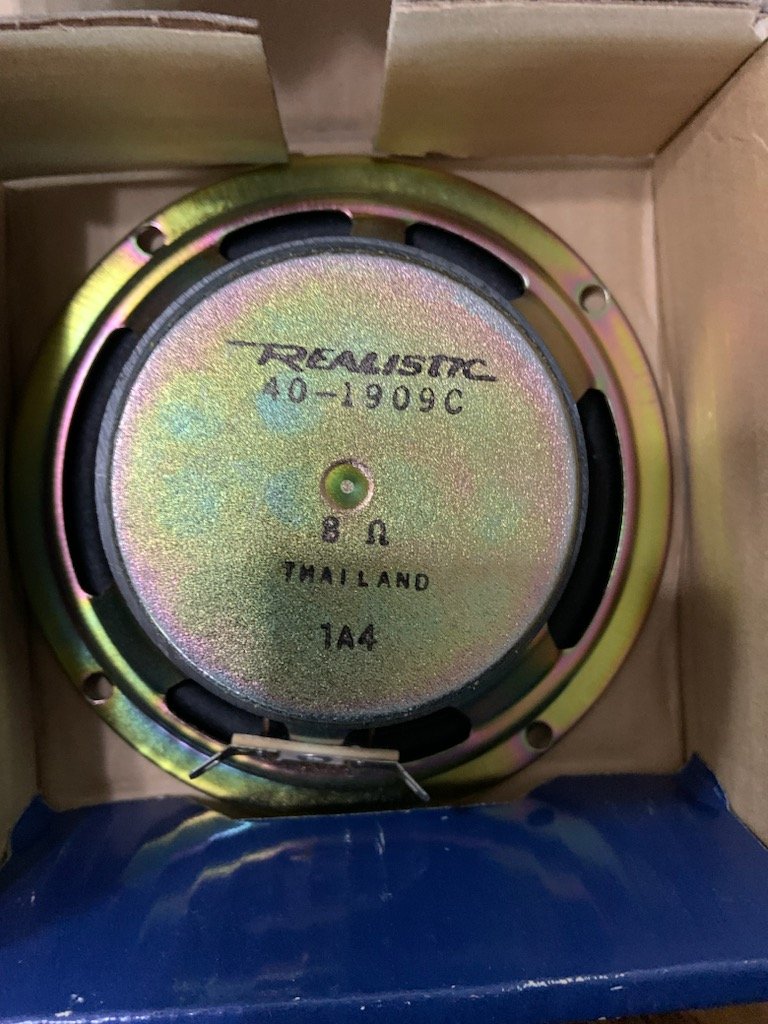 REALISTIC
40-1909C
8 Ω
THAILAND
1A4